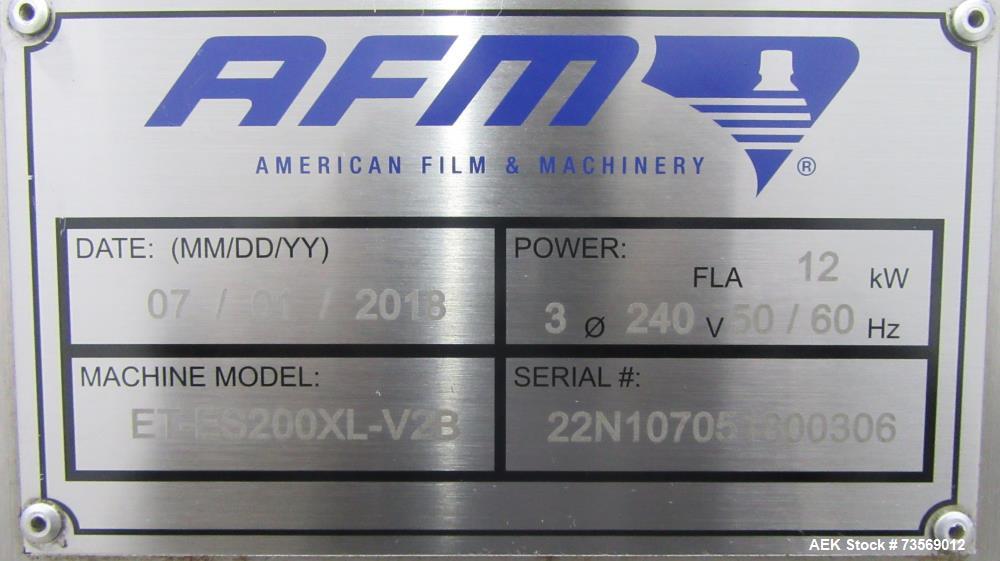 AFM
AMERICAN FILM & MACHINERY ®
DATE: (MM/DD/YY)
07 / 01 / 2018
POWER:
FLA 12 kW
3 Ø 240 V 50 / 60 Hz
MACHINE MODEL:
ET-ES200XL-V2B
SERIAL #:
22N107051800306
AEK Stock #73569012